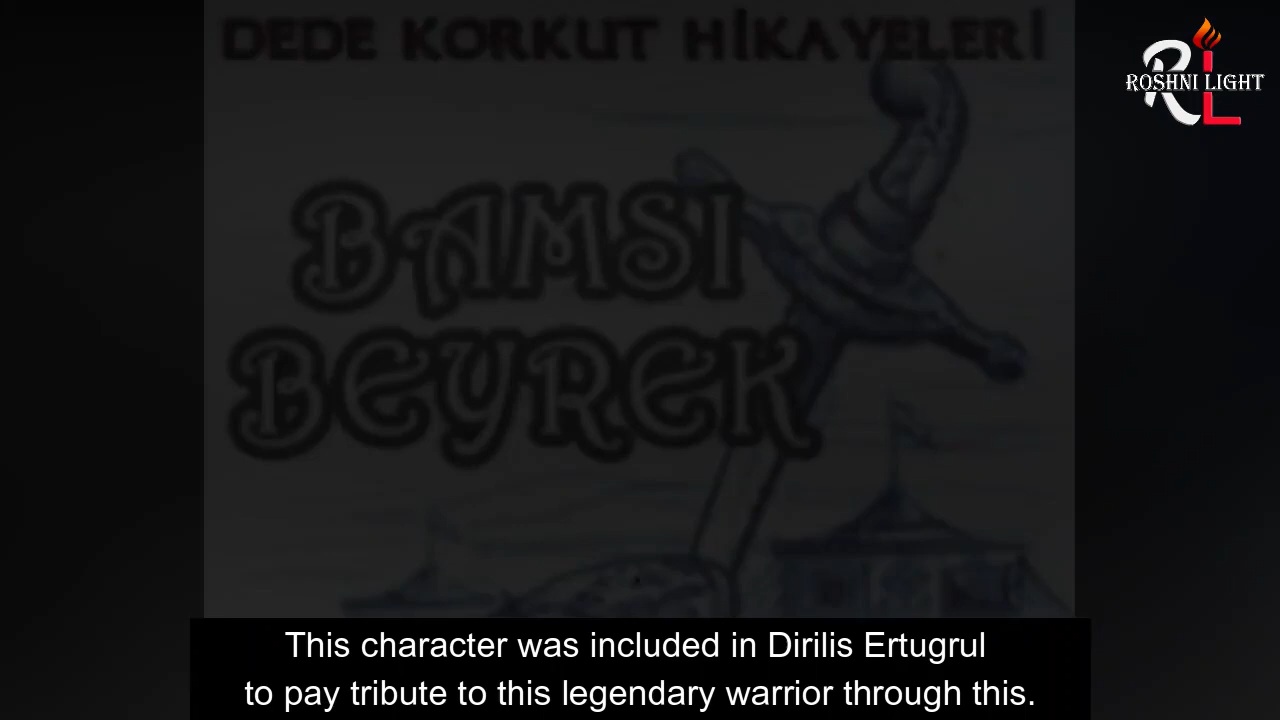 DEDE KORKUT HİKAYELERİ
ROSHNI LIGHT
BAMSI
BEYREK
This character was included in Dirilis Ertugrul
to pay tribute to this legendary warrior through this.